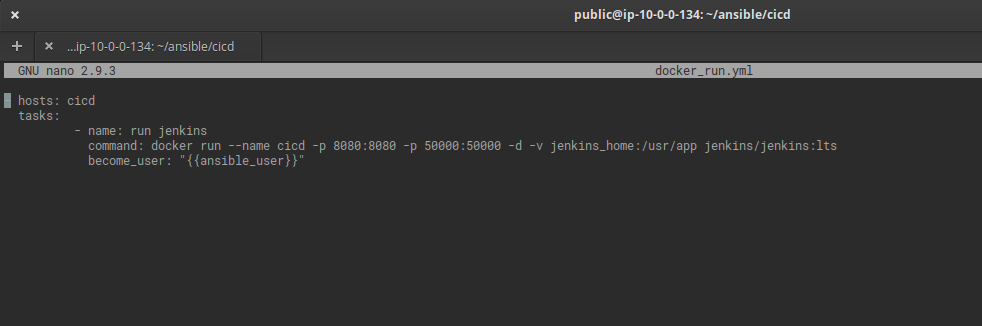 public@ip-10-0-0-134: ~/ansible/cicd
...ip-10-0-0-134: ~/ansible/cicd
GNU nano 2.9.3 docker_run.yml
- hosts: cicd
tasks:
- name: run jenkins
command: docker run --name cicd -p 8080:8080 -p 50000:50000 -d -v jenkins_home:/usr/app jenkins/jenkins:lts
become_user: "{{ansible_user}}"